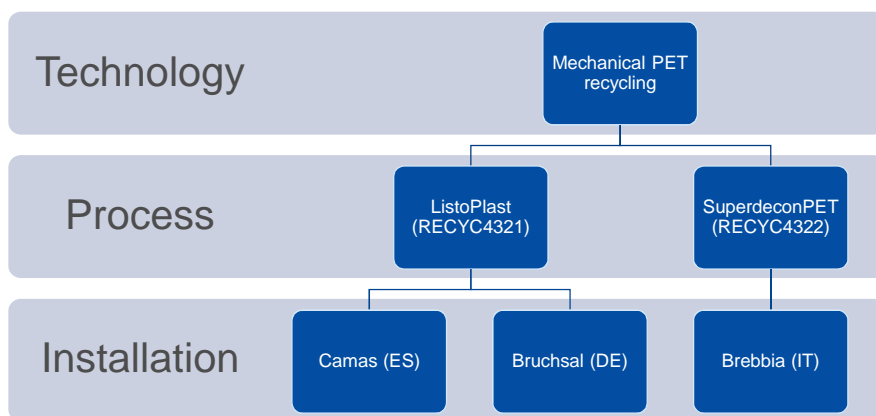 Technology
Mechanical PET
recycling
Process
ListoPlast
(RECYC4321)
SuperdeconPET
(RECYC4322)
Installation
Camas (ES)
Bruchsal (DE)
Brebbia (IT)